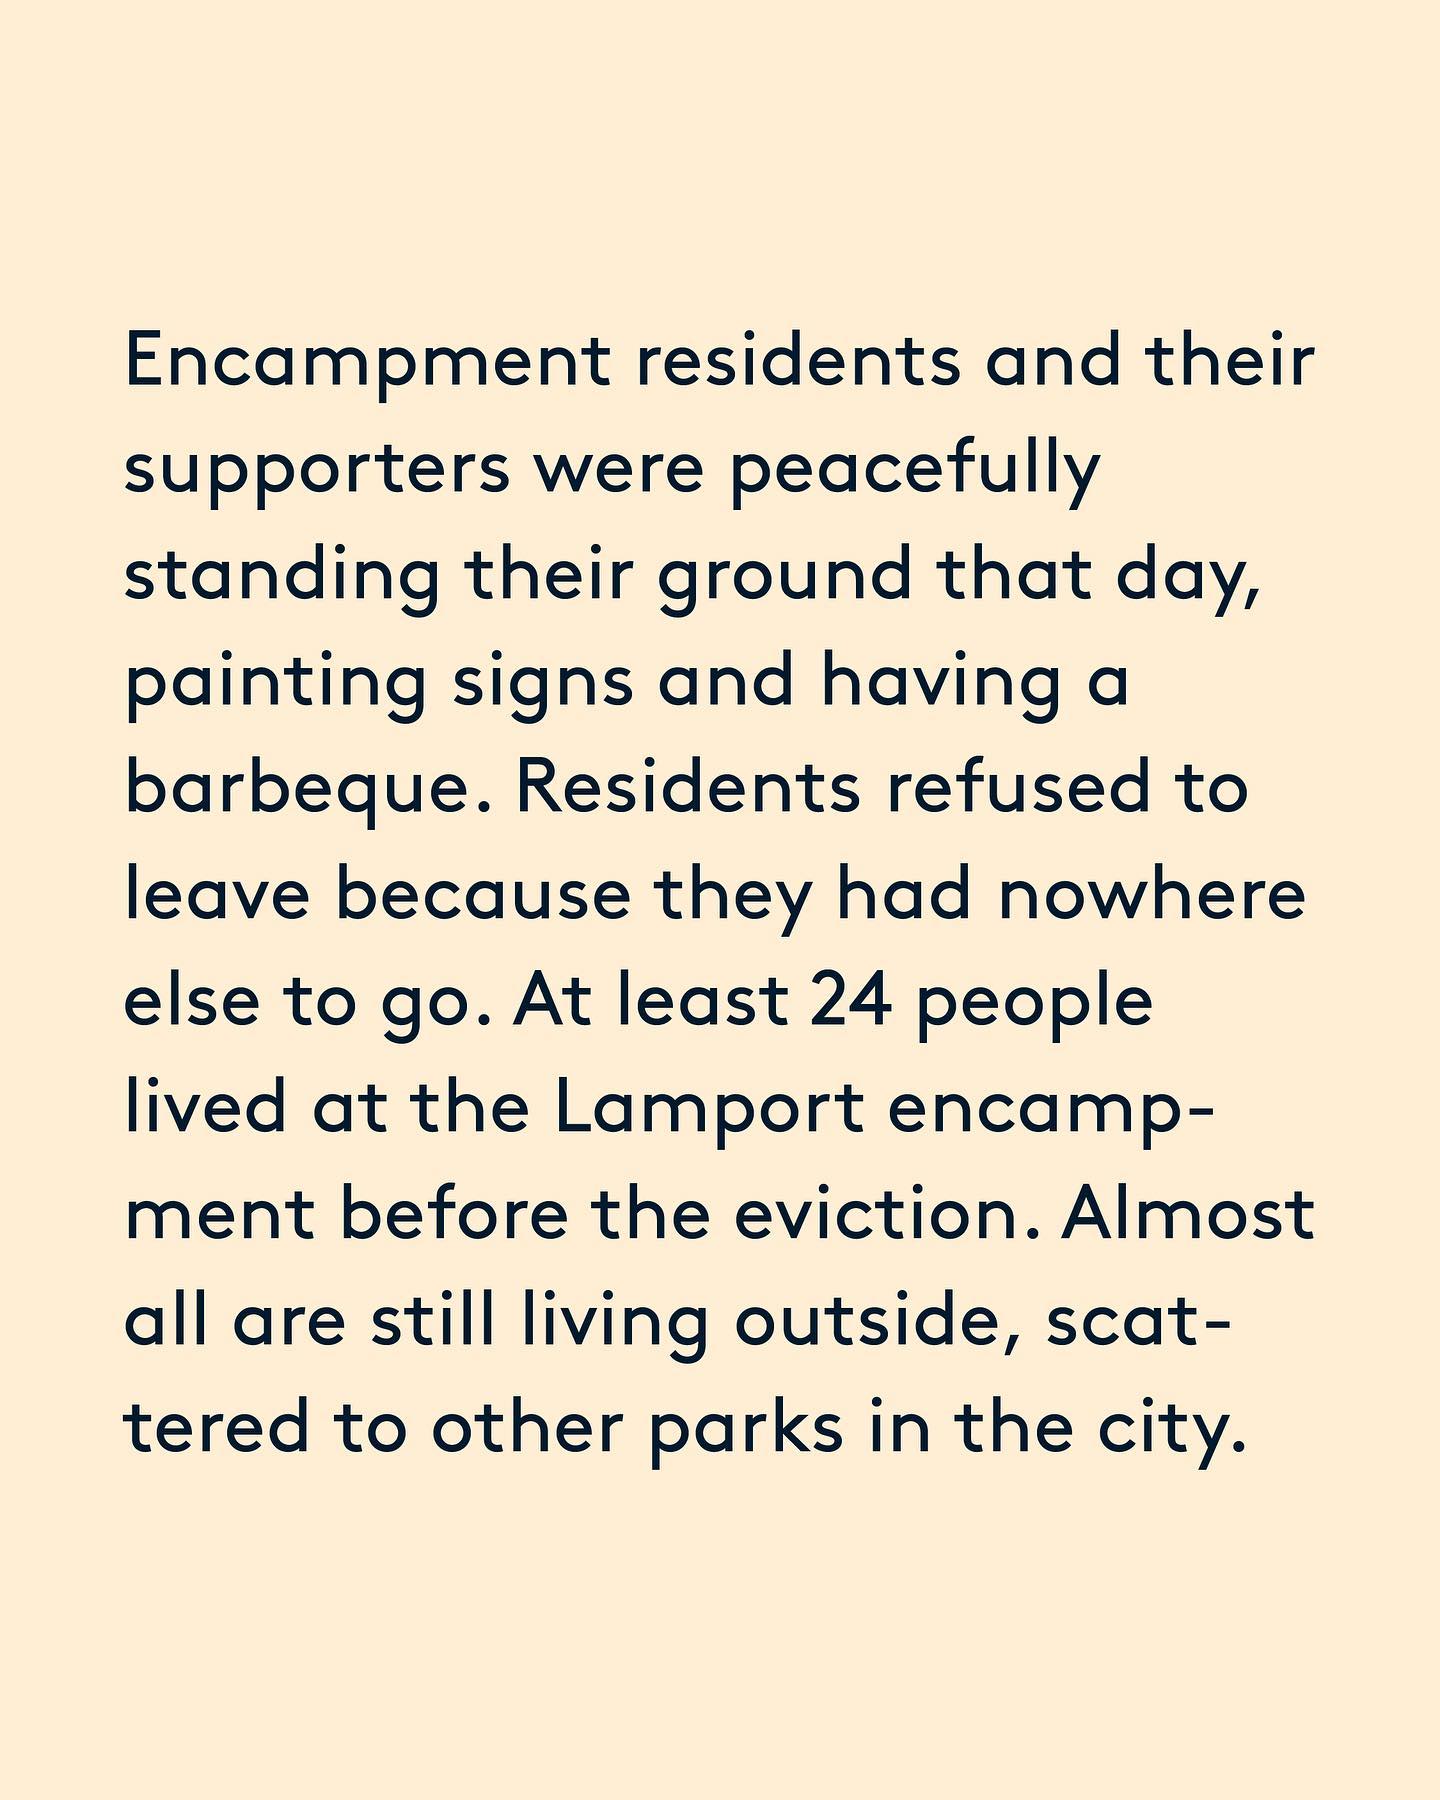 Encampment residents and their
supporters were peacefully
standing their ground that day,
painting signs and having a
barbeque. Residents refused to
leave because they had nowhere
else to go. At least 24 people
lived at the Lamport encamp-
ment before the eviction. Almost
all are still living outside, scat-
tered to other parks in the city.